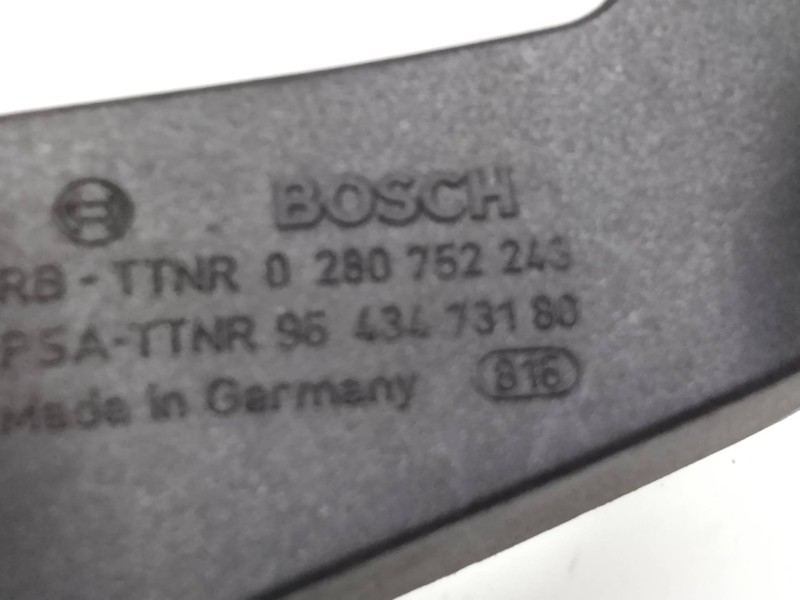 BOSCH
RB - TTNR 0 280 752 243
PSA-TTNR 96 434 731 80
Made in Germany 816